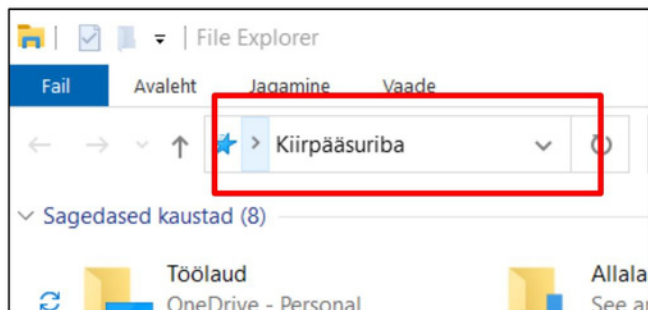 File Explorer
Fail Avaleht Jagamine Vaade
Kiirpääsuriba
Sagedased kaustad (8)
Töölaud
OneDrive - Personal